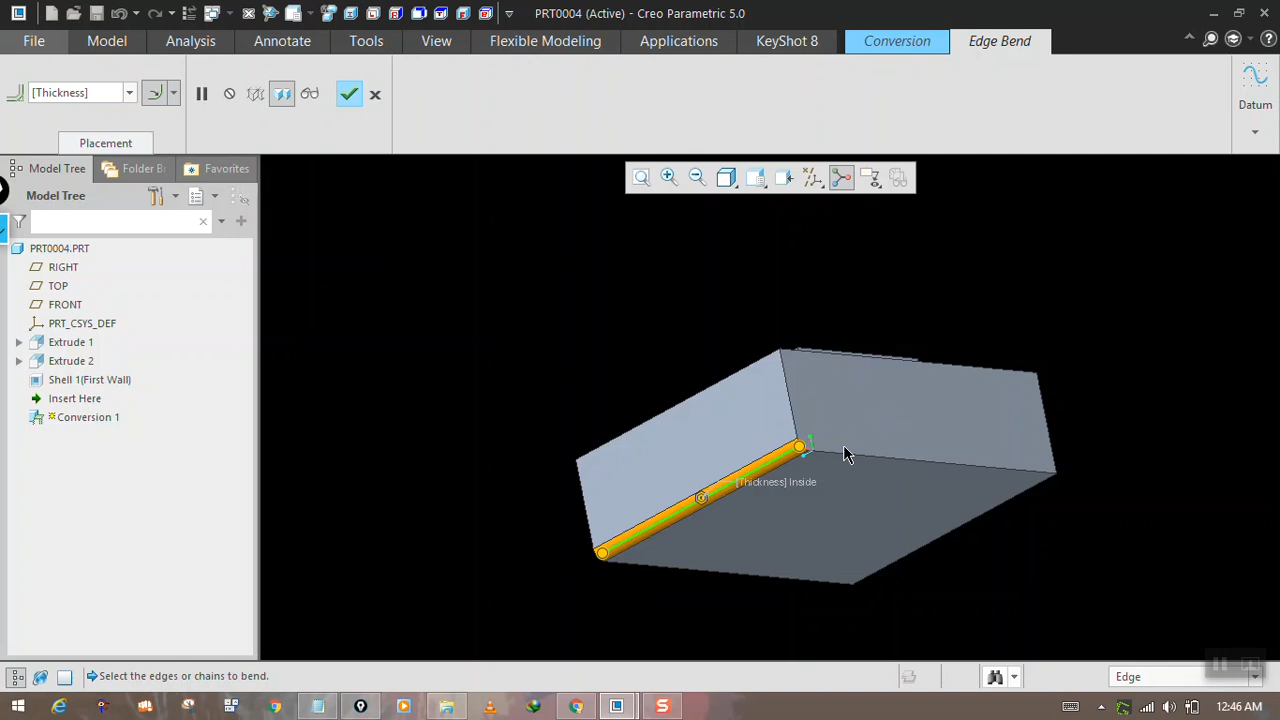 PRT0004 (Active) - Creo Parametric 5.0
File Model Analysis Annotate Tools View Flexible Modeling Applications KeyShot 8 Conversion Edge Bend
[Thickness]
Datum
Placement
Model Tree Folder B Favorites
Model Tree
PRT0004.PRT
RIGHT
TOP
FRONT
PRT_CSYS_DEF
Extrude 1
Extrude 2
Shell 1(First Wall)
Insert Here
Conversion 1
[Thickness] Inside
Select the edges or chains to bend.
Edge
12:46 AM